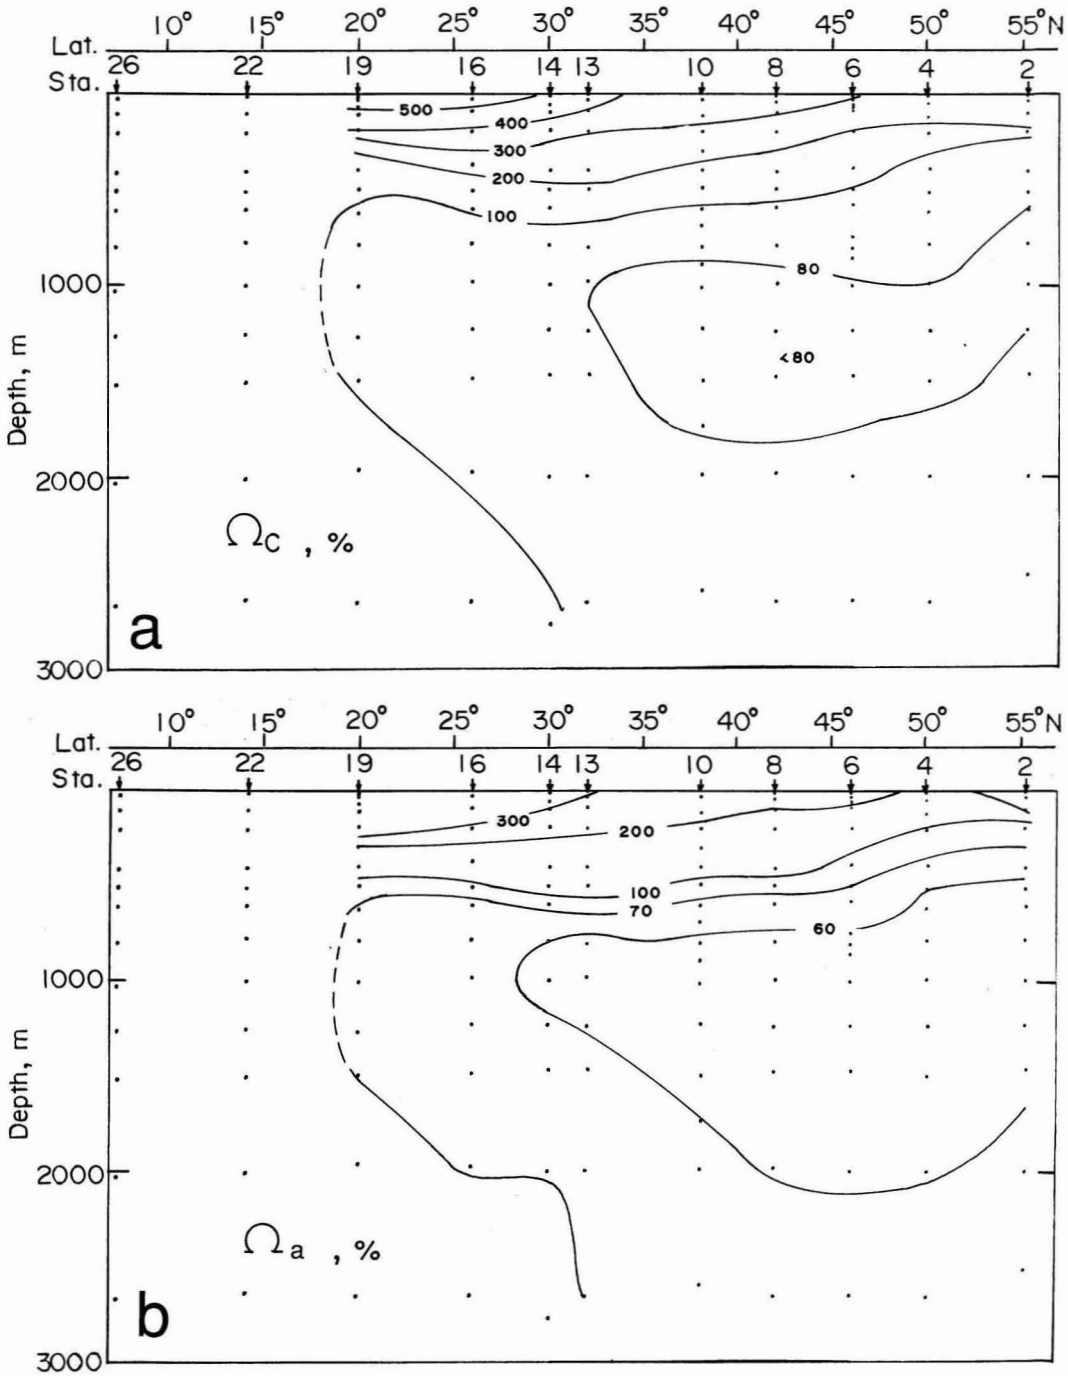 10° 15° 20° 25° 30° 35° 40° 45° 50° 55°N
Lat.
Sta. 26 22 19 16 14 13 10 8 6 4 2
500
400
300
200
100
80
1000
<80
Depth, m
2000
Ωc , %
a
3000
10° 15° 20° 25° 30° 35° 40° 45° 50° 55°N
Lat.
Sta. 26 22 19 16 14 13 10 8 6 4 2
300
200
100
70
60
1000
Depth, m
2000
Ωa , %
b
3000